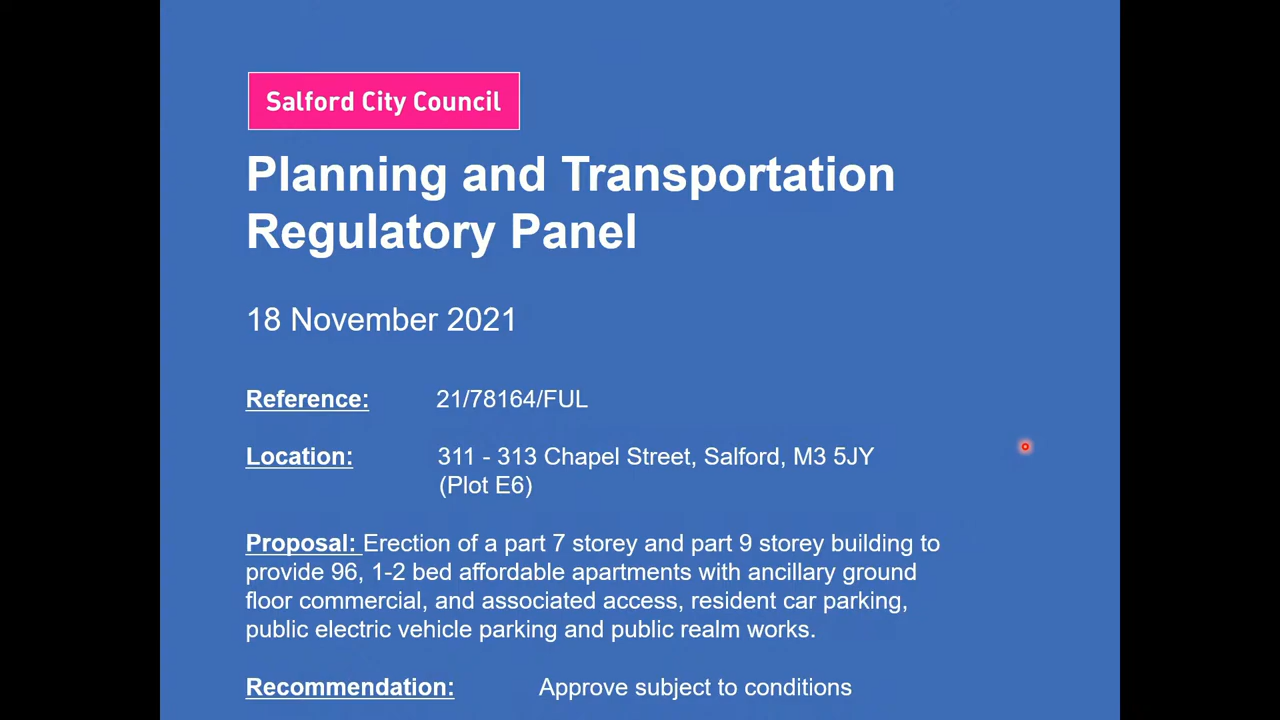 Salford City Council
Planning and Transportation
Regulatory Panel
18 November 2021
Reference: 21/78164/FUL
Location: 311 - 313 Chapel Street, Salford, M3 5JY
(Plot E6)
Proposal: Erection of a part 7 storey and part 9 storey building to
provide 96, 1-2 bed affordable apartments with ancillary ground
floor commercial, and associated access, resident car parking,
public electric vehicle parking and public realm works.
Recommendation: Approve subject to conditions